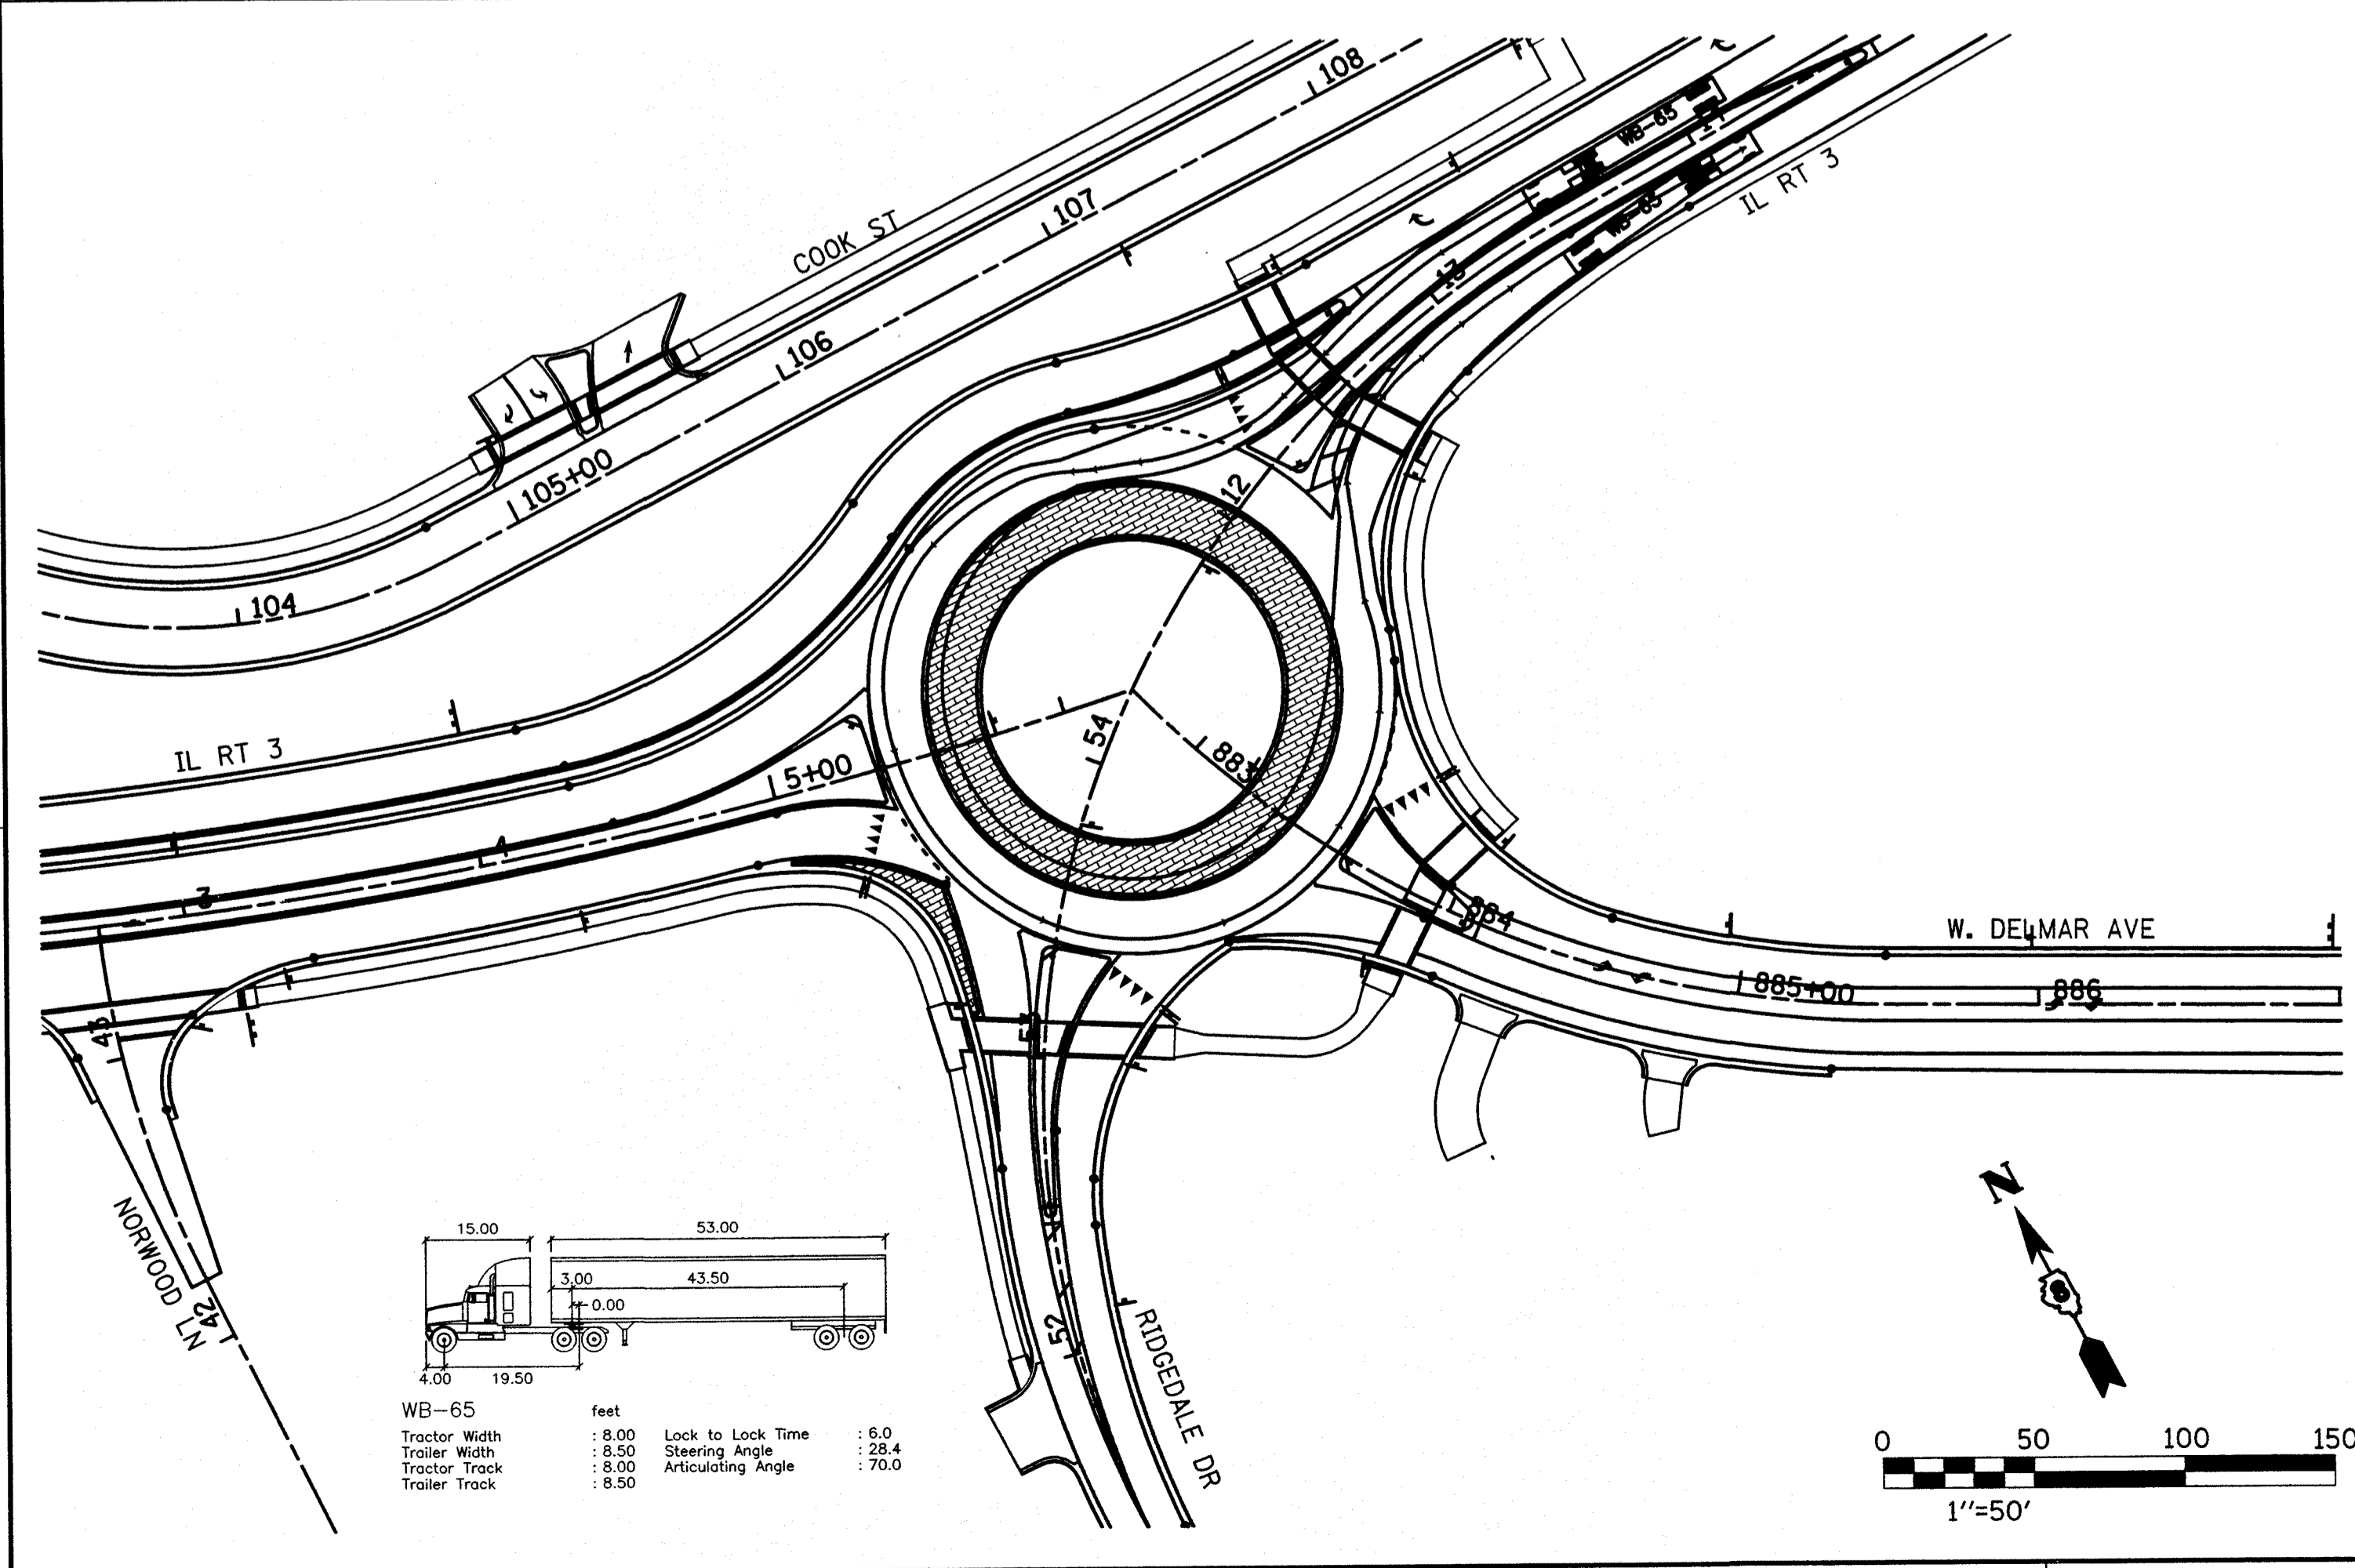 108
107
COOK ST
106
105+00
104
WB-65
WB-65
IL RT 3
13
12
IL RT 3
5+00
4
3
54
883
884
W. DELMAR AVE
885+00
886
43
53
NORWOOD LN
42
52
RIDGEDALE DR
N
15.00
53.00
3.00
43.50
0.00
4.00
19.50
WB-65 feet
Tractor Width : 8.00 Lock to Lock Time : 6.0
Trailer Width : 8.50 Steering Angle : 28.4
Tractor Track : 8.00 Articulating Angle : 70.0
Trailer Track : 8.50
0 50 100 150
1"=50'